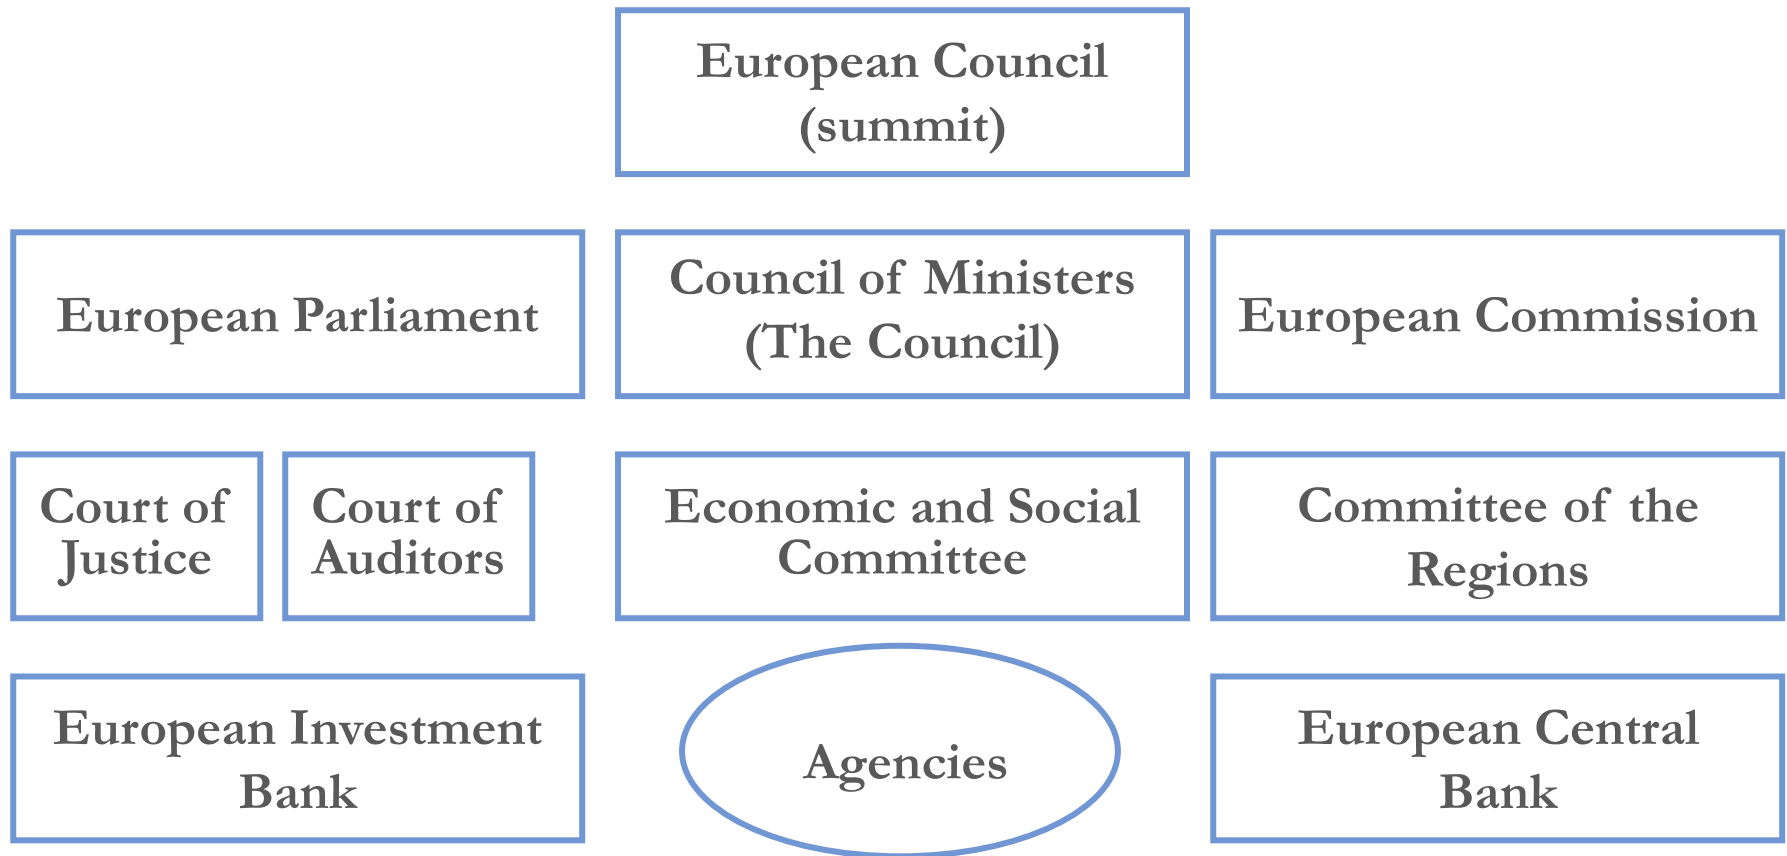 European Council
(summit)
European Parliament
Council of Ministers
(The Council)
European Commission
Court of
Justice
Court of
Auditors
Economic and Social
Committee
Committee of the
Regions
European Investment
Bank
Agencies
European Central
Bank